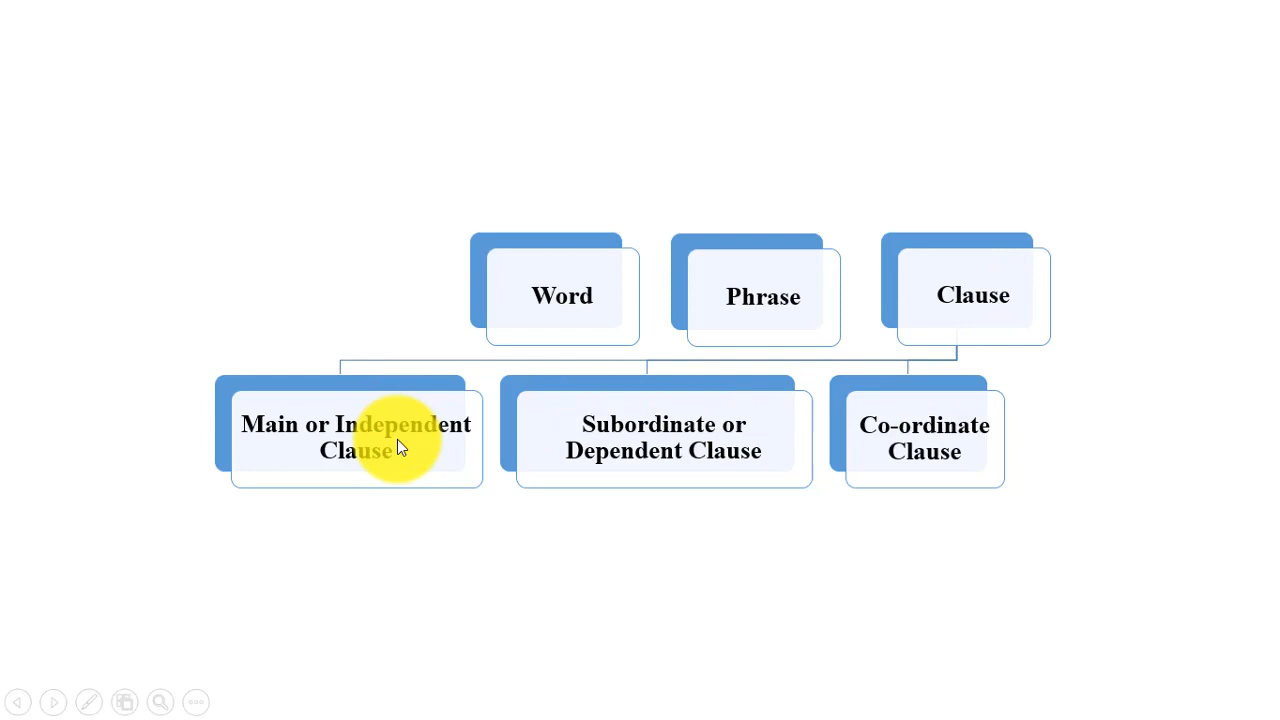 Word
Phrase
Clause
Main or Independent
Clause
Subordinate or
Dependent Clause
Co-ordinate
Clause